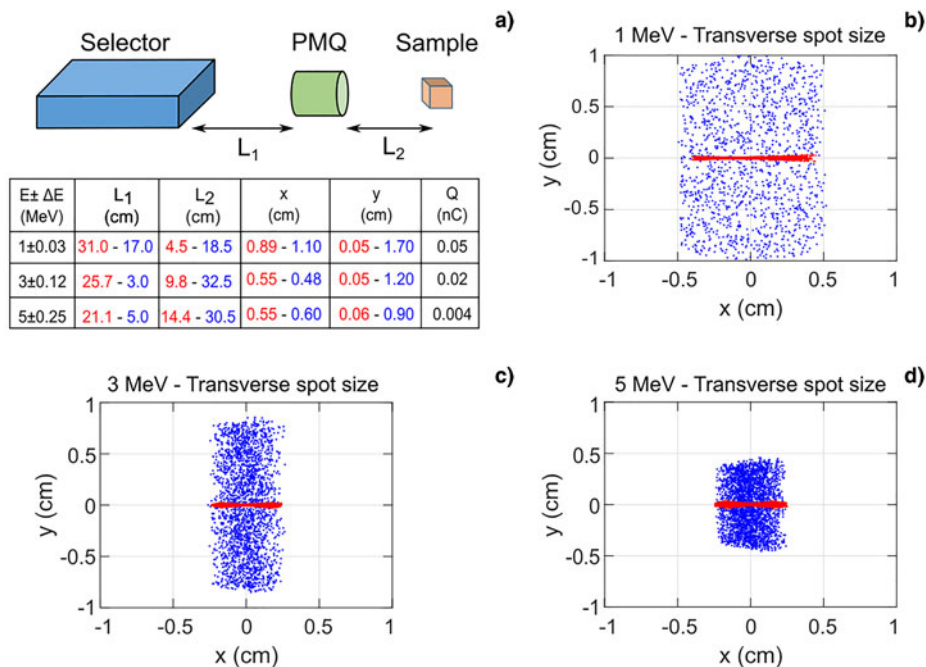 a)
Selector
PMQ
Sample
L1
L2
E± ΔE (MeV) L1 (cm) L2 (cm) x (cm) y (cm) Q (nC)
1±0.03 31.0 - 17.0 4.5 - 18.5 0.89 - 1.10 0.05 - 1.70 0.05
3±0.12 25.7 - 3.0 9.8 - 32.5 0.55 - 0.48 0.05 - 1.20 0.02
5±0.25 21.1 - 5.0 14.4 - 30.5 0.55 - 0.60 0.06 - 0.90 0.004
b)
1 MeV - Transverse spot size
1
0.5
0
-0.5
-1
y (cm)
-1 -0.5 0 0.5 1
x (cm)
c)
3 MeV - Transverse spot size
1
0.5
0
-0.5
-1
y (cm)
-1 -0.5 0 0.5 1
x (cm)
d)
5 MeV - Transverse spot size
1
0.5
0
-0.5
-1
y (cm)
-1 -0.5 0 0.5 1
x (cm)